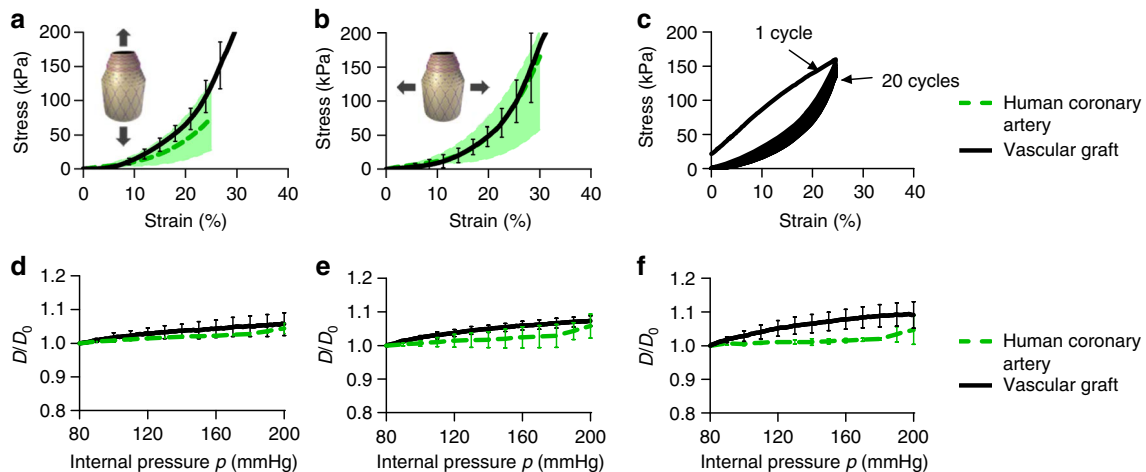 a
200
150
100
50
0
Stress (kPa)
0 10 20 30 40
Strain (%)
b
200
150
100
50
0
Stress (kPa)
0 10 20 30 40
Strain (%)
c
200
150
100
50
0
Stress (kPa)
1 cycle
20 cycles
0 10 20 30 40
Strain (%)
Human coronary
artery
Vascular graft
d
1.2
1.1
1.0
0.9
0.8
D/D0
80 120 160 200
Internal pressure p (mmHg)
e
1.2
1.1
1.0
0.9
0.8
D/D0
80 120 160 200
Internal pressure p (mmHg)
f
1.2
1.1
1.0
0.9
0.8
D/D0
80 120 160 200
Internal pressure p (mmHg)
Human coronary
artery
Vascular graft